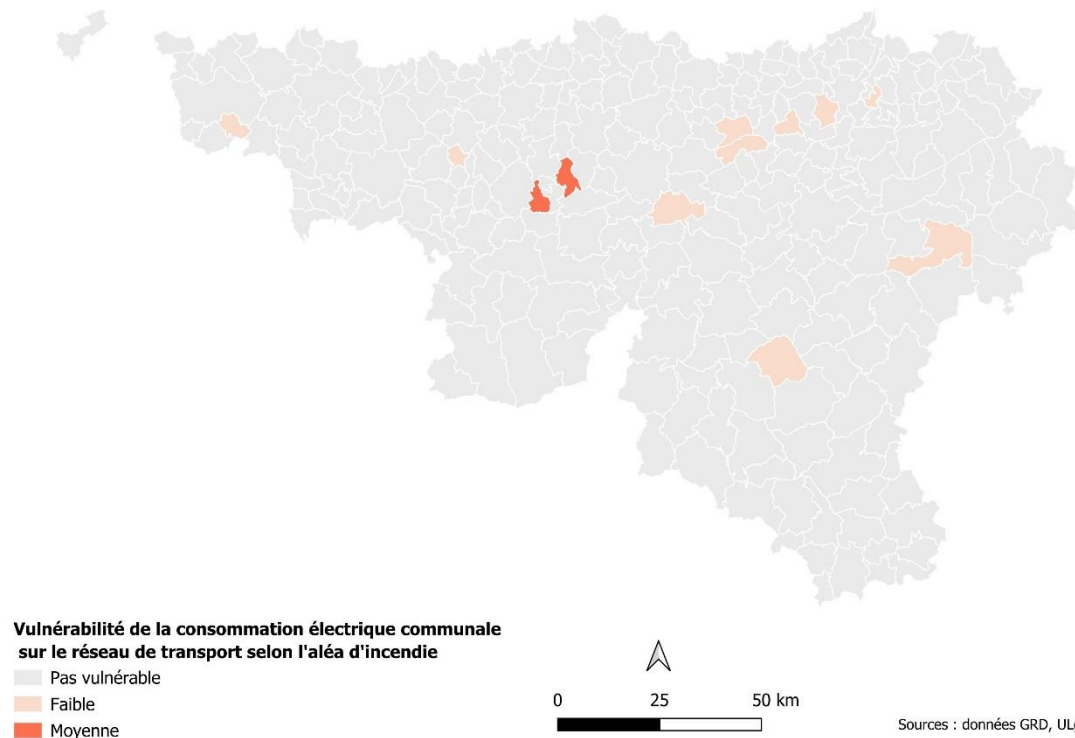 Vulnérabilité de la consommation électrique communale
sur le réseau de transport selon l'aléa d'incendie
Pas vulnérable
Faible
Moyenne
0 25 50 km
Sources : données GRD,